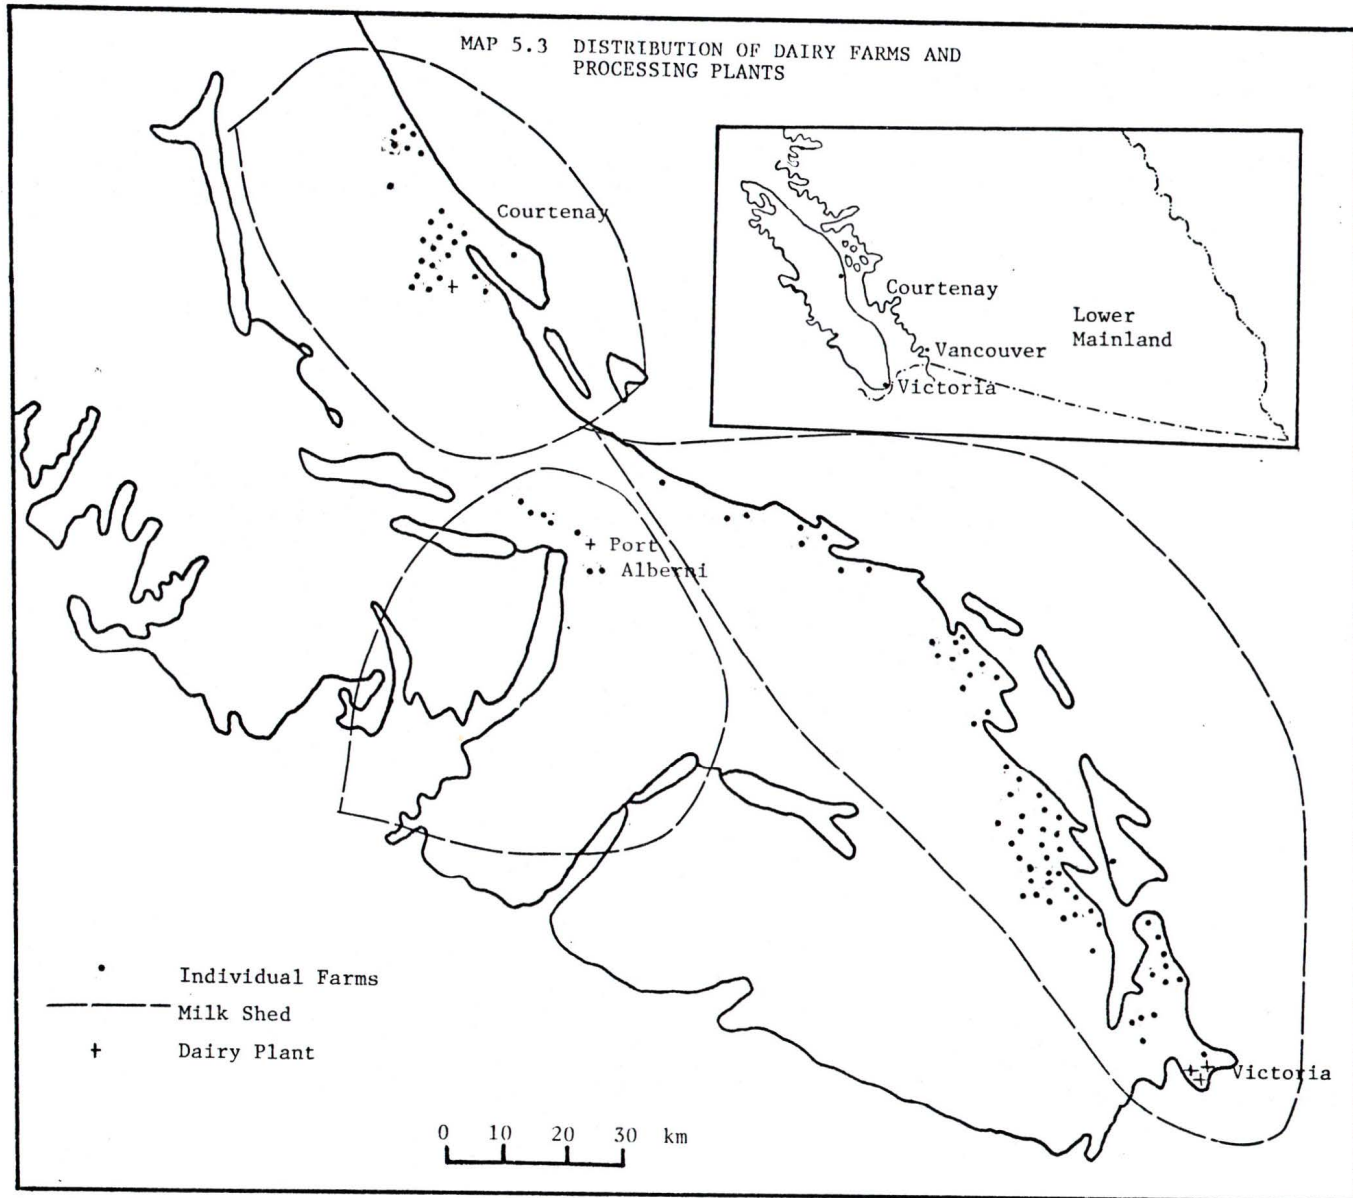 MAP 5.3 DISTRIBUTION OF DAIRY FARMS AND
PROCESSING PLANTS
Courtenay
Courtenay
Lower
Mainland
Vancouver
Victoria
Port
Alberni
Individual Farms
Milk Shed
Dairy Plant
Victoria
0 10 20 30 km